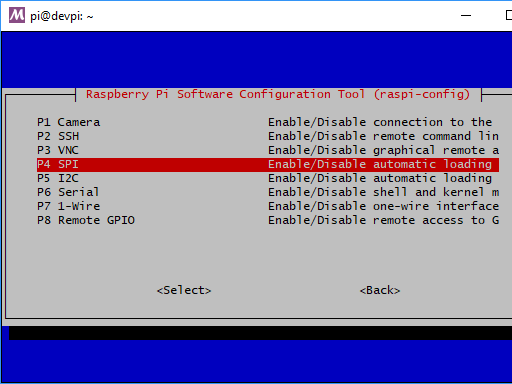 pi@devpi: ~
Raspberry Pi Software Configuration Tool (raspi-config)
P1 Camera Enable/Disable connection to the
P2 SSH Enable/Disable remote command lin
P3 VNC Enable/Disable graphical remote a
P4 SPI Enable/Disable automatic loading
P5 I2C Enable/Disable automatic loading
P6 Serial Enable/Disable shell and kernel m
P7 1-Wire Enable/Disable one-wire interface
P8 Remote GPIO Enable/Disable remote access to G
<Select> <Back>